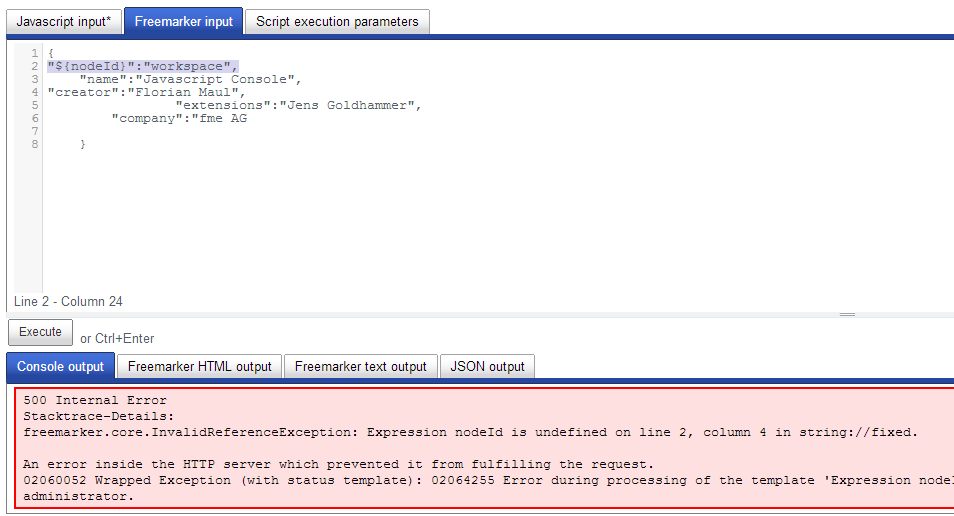 Javascript input* Freemarker input Script execution parameters
1 {
2 "${nodeId}":"workspace",
3 "name":"Javascript Console",
4 "creator":"Florian Maul",
5 "extensions":"Jens Goldhammer",
6 "company":"fme AG
7
8 }
Line 2 - Column 24
Execute or Ctrl+Enter
Console output Freemarker HTML output Freemarker text output JSON output
500 Internal Error
Stacktrace-Details:
freemarker.core.InvalidReferenceException: Expression nodeId is undefined on line 2, column 4 in string://fixed.
An error inside the HTTP server which prevented it from fulfilling the request.
02060052 Wrapped Exception (with status template): 02064255 Error during processing of the template 'Expression node
administrator.